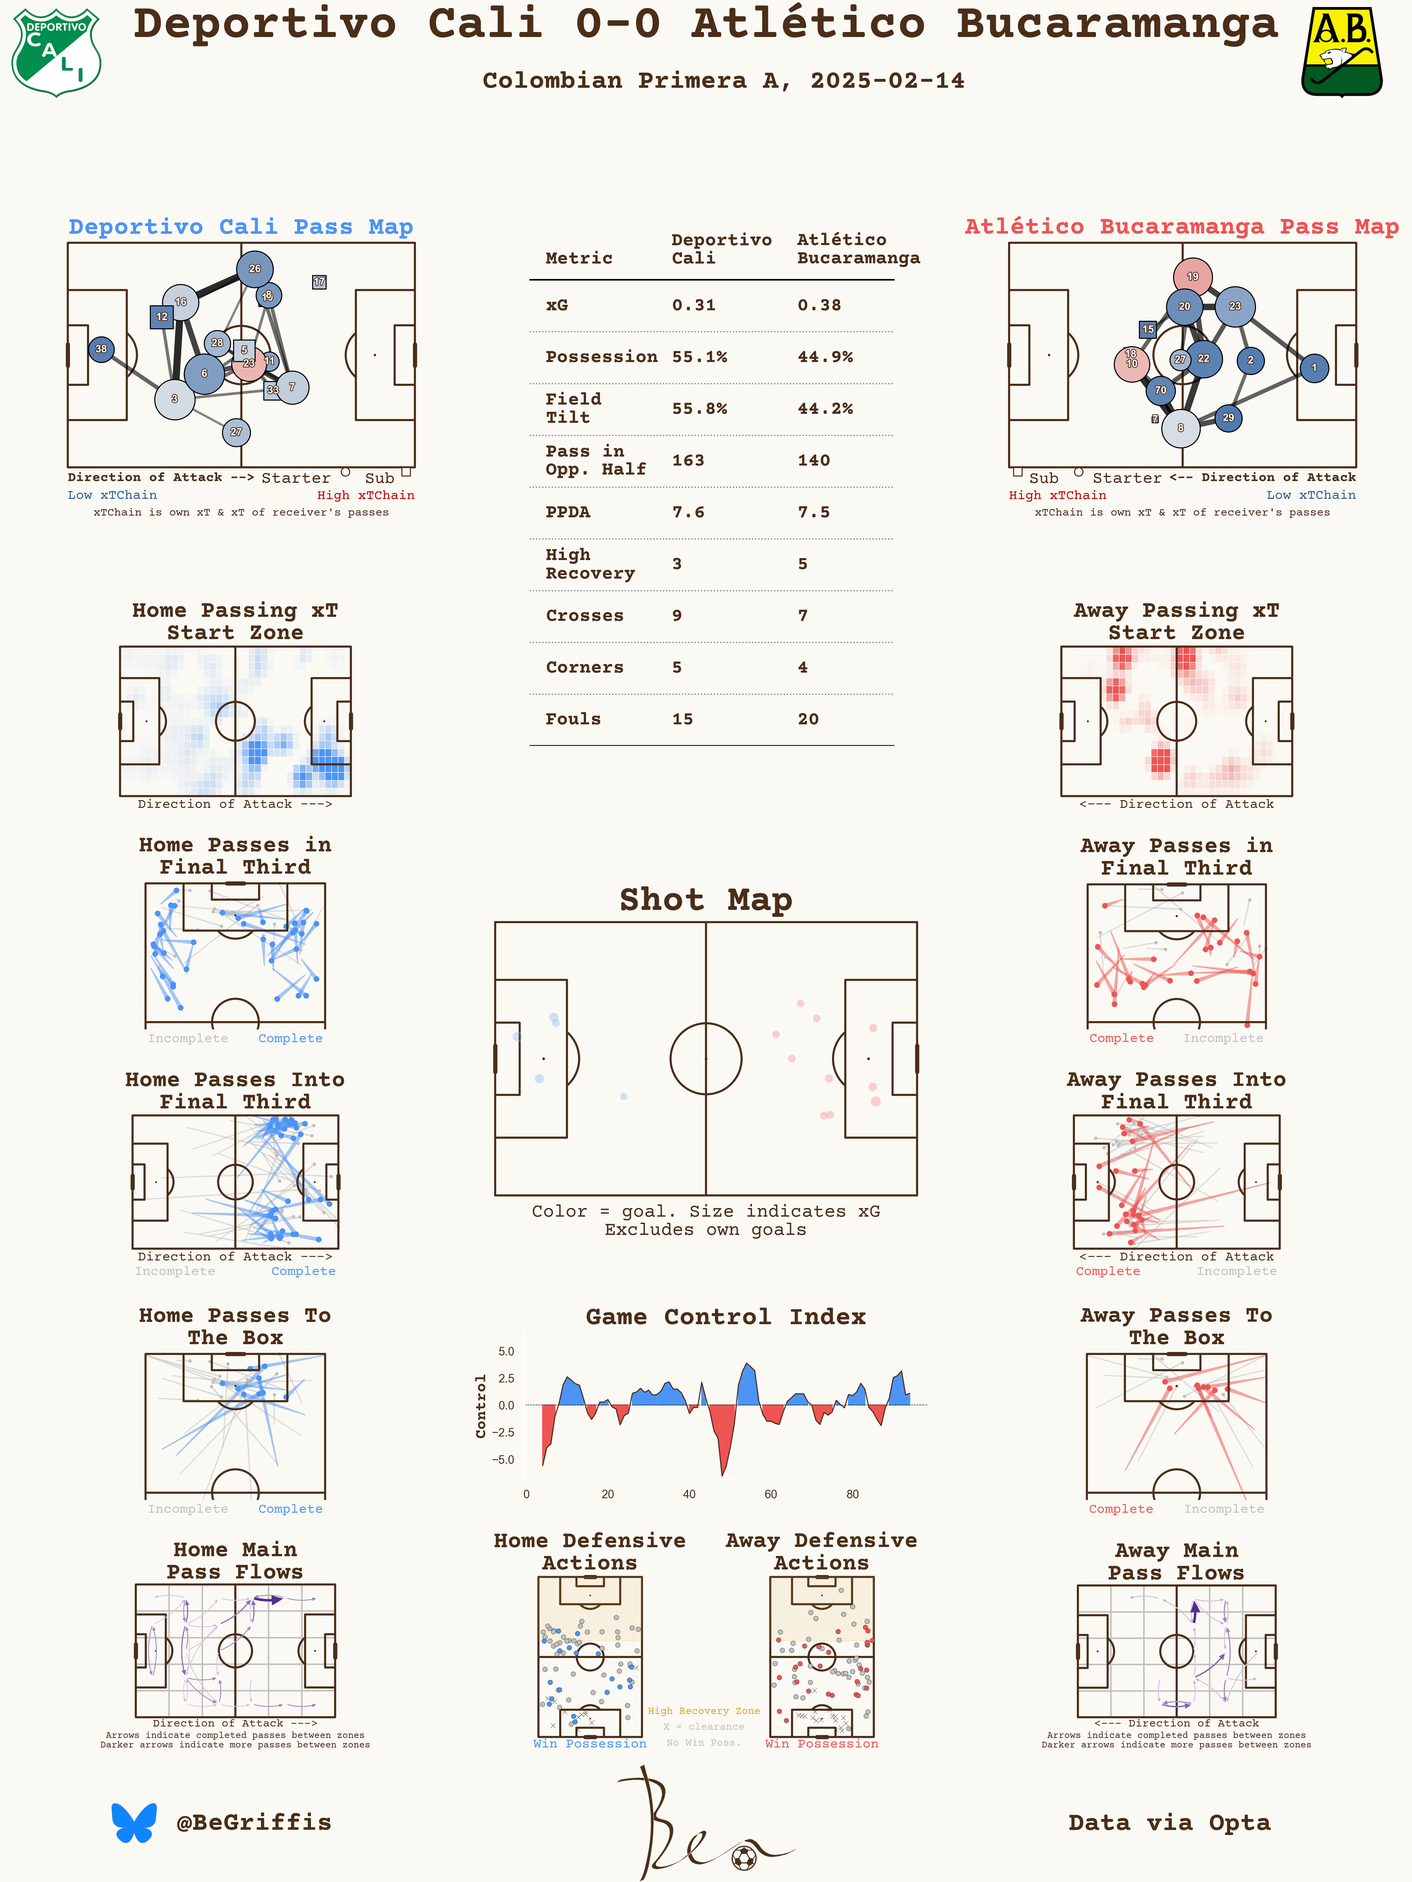 Deportivo Cali 0-0 Atlético Bucaramanga
Colombian Primera A, 2025-02-14
DEPORTIVO
CALI
A.B.
Deportivo Cali Pass Map
26
17
16
12
28
5
38
23
11
6
33
7
3
27
Direction of Attack --> Starter Sub
Low xTChain High xTChain
xTChain is own xT & xT of receiver's passes
Metric Deportivo Cali Atlético Bucaramanga
xG 0.31 0.38
Possession 55.1% 44.9%
Field Tilt 55.8% 44.2%
Pass in Opp. Half 163 140
PPDA 7.6 7.5
High Recovery 3 5
Crosses 9 7
Corners 5 4
Fouls 15 20
Atlético Bucaramanga Pass Map
19
20
23
15
18
10
27
22
2
1
70
7
8
29
Sub Starter <-- Direction of Attack
High xTChain Low xTChain
xTChain is own xT & xT of receiver's passes
Home Passing xT
Start Zone
Direction of Attack --->
Away Passing xT
Start Zone
<--- Direction of Attack
Home Passes in
Final Third
Incomplete Complete
Away Passes in
Final Third
Complete Incomplete
Shot Map
Color = goal. Size indicates xG
Excludes own goals
Home Passes Into
Final Third
Direction of Attack --->
Incomplete Complete
Away Passes Into
Final Third
<--- Direction of Attack
Complete Incomplete
Home Passes To
The Box
Incomplete Complete
Game Control Index
Control
5.0
2.5
0.0
−2.5
−5.0
0 20 40 60 80
Away Passes To
The Box
Complete Incomplete
Home Main
Pass Flows
Direction of Attack --->
Arrows indicate completed passes between zones
Darker arrows indicate more passes between zones
Home Defensive
Actions
Win Possession
High Recovery Zone
X = clearance
No Win Poss.
Away Defensive
Actions
Win Possession
Away Main
Pass Flows
<--- Direction of Attack
Arrows indicate completed passes between zones
Darker arrows indicate more passes between zones
@BeGriffis
Ben
Data via Opta